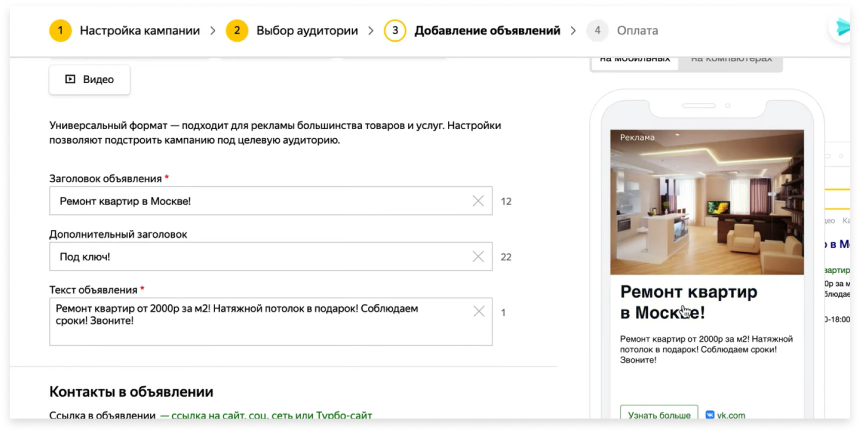 1 Настройка кампании > 2 Выбор аудитории > 3 Добавление объявлений > 4 Оплата
на мобильных на компьютерах
Видео
Универсальный формат — подходит для рекламы большинства товаров и услуг. Настройки
позволяют подстроить кампанию под целевую аудиторию.
Заголовок объявления *
Ремонт квартир в Москве! 12
Дополнительный заголовок
Под ключ! 22
Текст объявления *
Ремонт квартир от 2000р за м2! Натяжной потолок в подарок! Соблюдаем
сроки! Звоните!
1
Контакты в объявлении
Ссылка в объявлении — ссылка на сайт, соц. сеть или Турбо-сайт
Реклама
Ремонт квартир
в Москве!
Ремонт квартир от 2000р за м2! Натяжной
потолок в подарок! Соблюдаем сроки!
Звоните!
Узнать больше vk.com